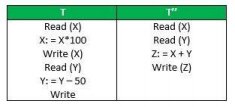 T T''
Read (X) Read (X)
X: = X*100 Read (Y)
Write (X) Z: = X + Y
Read (Y) Write (Z)
Y: = Y – 50
Write